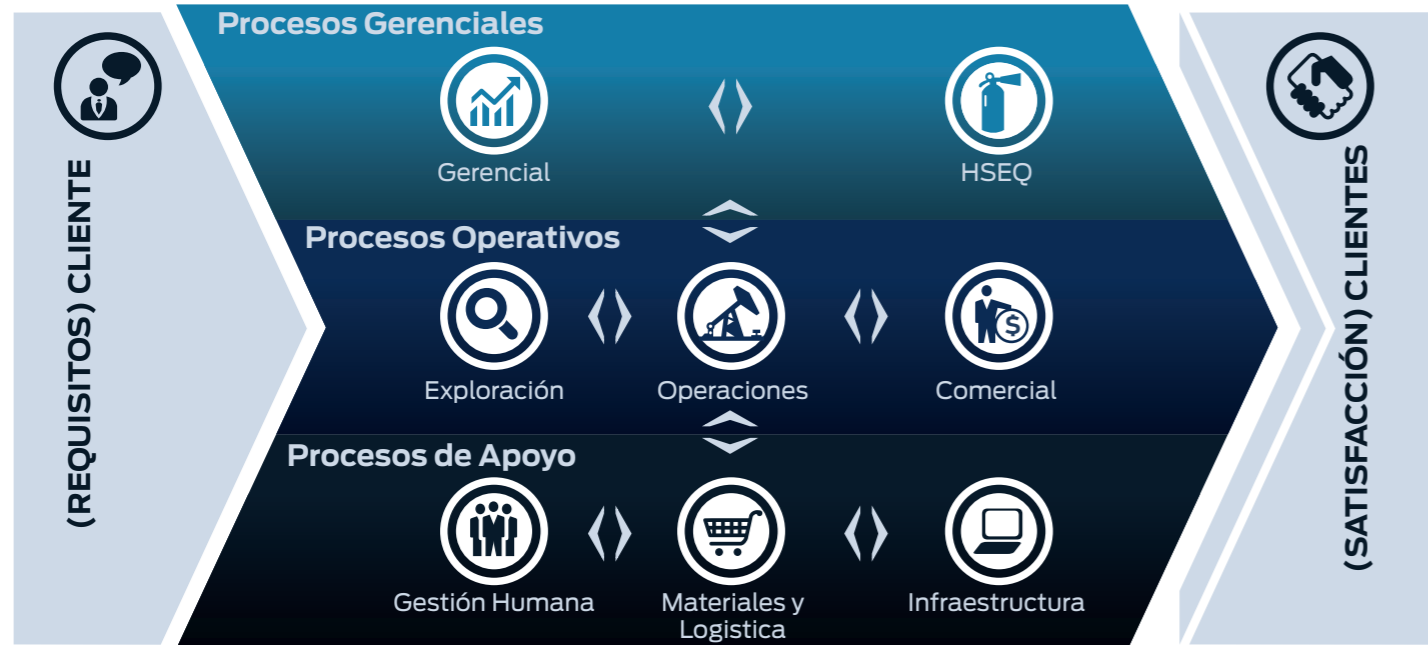 Procesos Gerenciales
Gerencial
HSEQ
(REQUISITOS) CLIENTE
Procesos Operativos
Exploración
Operaciones
Comercial
$
Procesos de Apoyo
Gestión Humana
Materiales y
Logistica
Infraestructura
(SATISFACCIÓN) CLIENTES